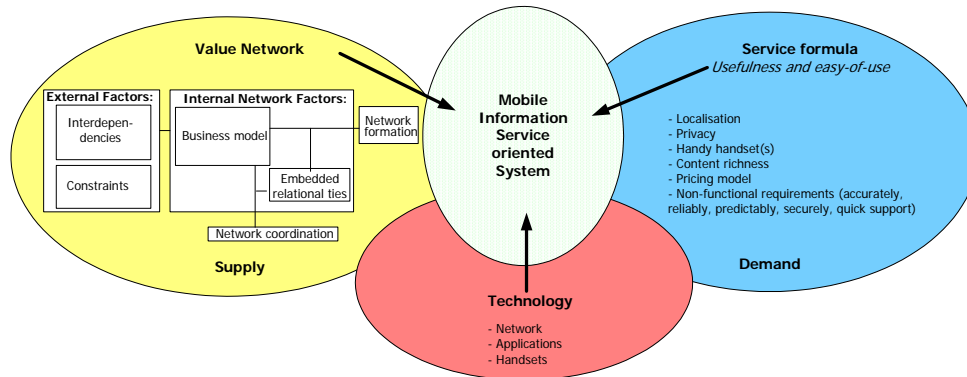 Value Network
External Factors:
Interdepen-
dencies
Constraints
Internal Network Factors:
Business model
Embedded
relational ties
Network
formation
Network coordination
Supply
Mobile
Information
Service
oriented
System
Service formula
Usefulness and easy-of-use
- Localisation
- Privacy
- Handy handset(s)
- Content richness
- Pricing model
- Non-functional requirements (accurately,
reliably, predictably, securely, quick support)
Demand
Technology
- Network
- Applications
- Handsets